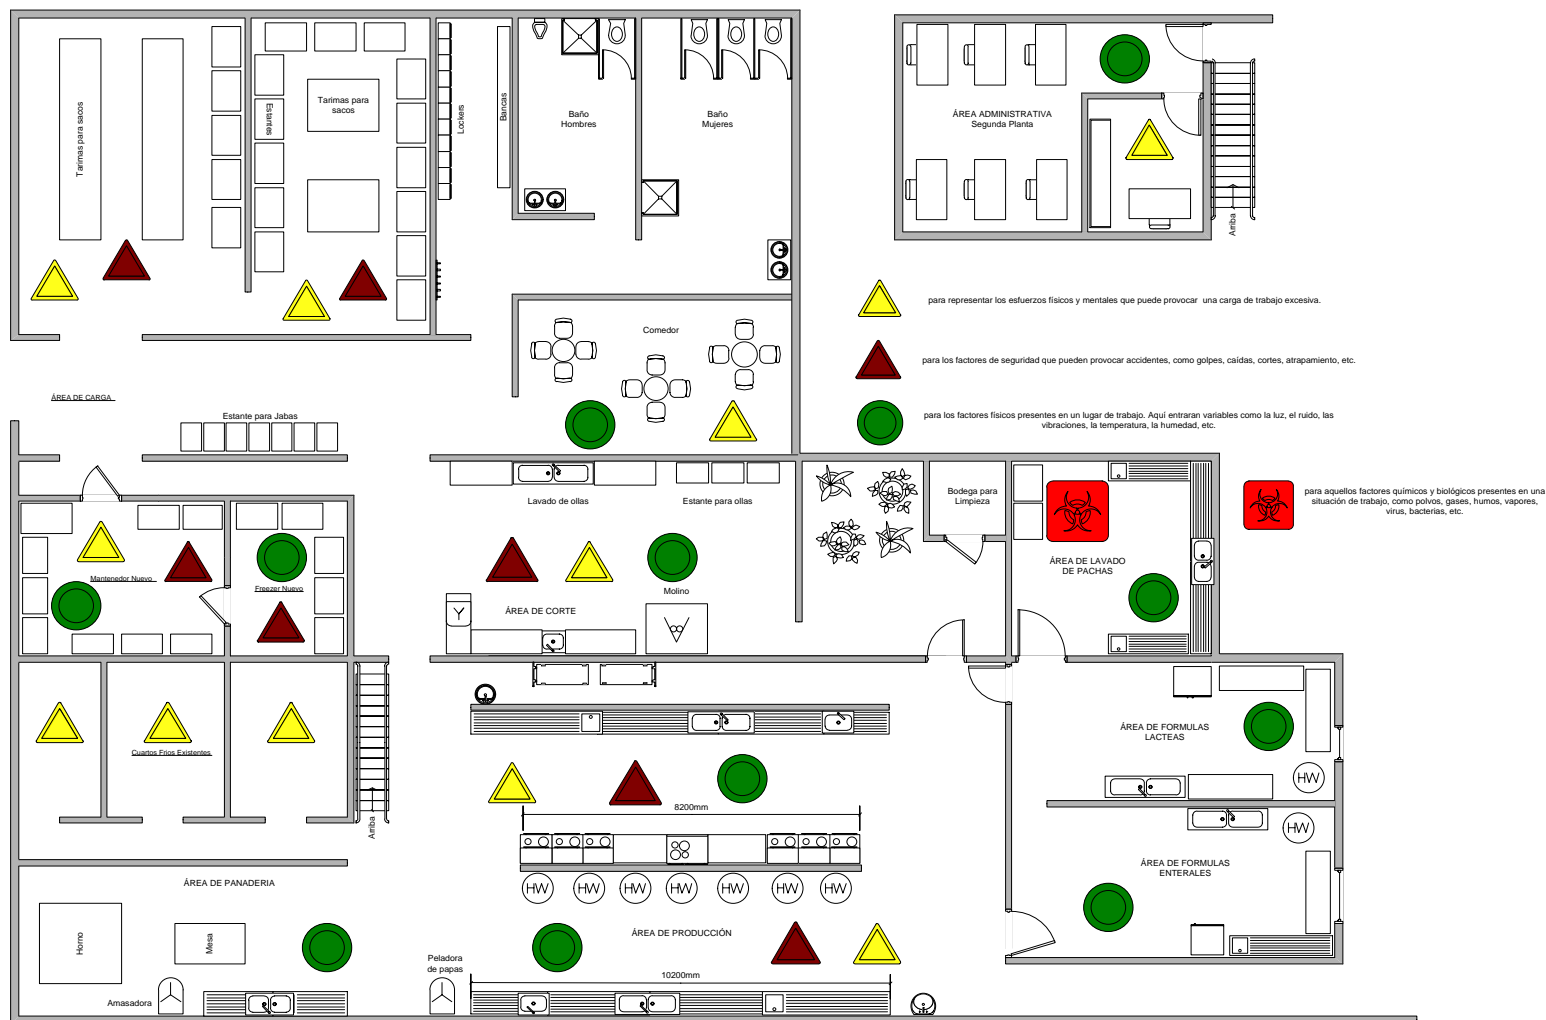 Tarimas para sacos
Estantes
Tarimas para
sacos
Lockers
Bancas
Baño
Hombres
Baño
Mujeres
ÁREA ADMINISTRATIVA
Segunda Planta
Arriba
para representar los esfuerzos físicos y mentales que puede provocar una carga de trabajo excesiva.
Comedor
para los factores de seguridad que pueden provocar accidentes, como golpes, caídas, cortes, atrapamiento, etc.
ÁREA DE CARGA
Estante para Jabas
para los factores físicos presentes en un lugar de trabajo. Aquí entraran variables como la luz, el ruido, las
vibraciones, la temperatura, la humedad, etc.
Lavado de ollas
Estante para ollas
Bodega para
Limpieza
para aquellos factores químicos y biológicos presentes en una
situación de trabajo, como polvos, gases, humos, vapores,
virus, bacterias, etc.
ÁREA DE LAVADO
DE PACHAS
Mantenedor Nuevo
Freezer Nuevo
Molino
ÁREA DE CORTE
Cuartos Frios Existentes
ÁREA DE FORMULAS
LACTEAS
HW
8200mm
Arriba
HW
ÁREA DE FORMULAS
ENTERALES
ÁREA DE PANADERIA
HW
HW
HW
HW
HW
HW
HW
Horno
Mesa
ÁREA DE PRODUCCIÓN
Peladora
de papas
10200mm
Amasadora